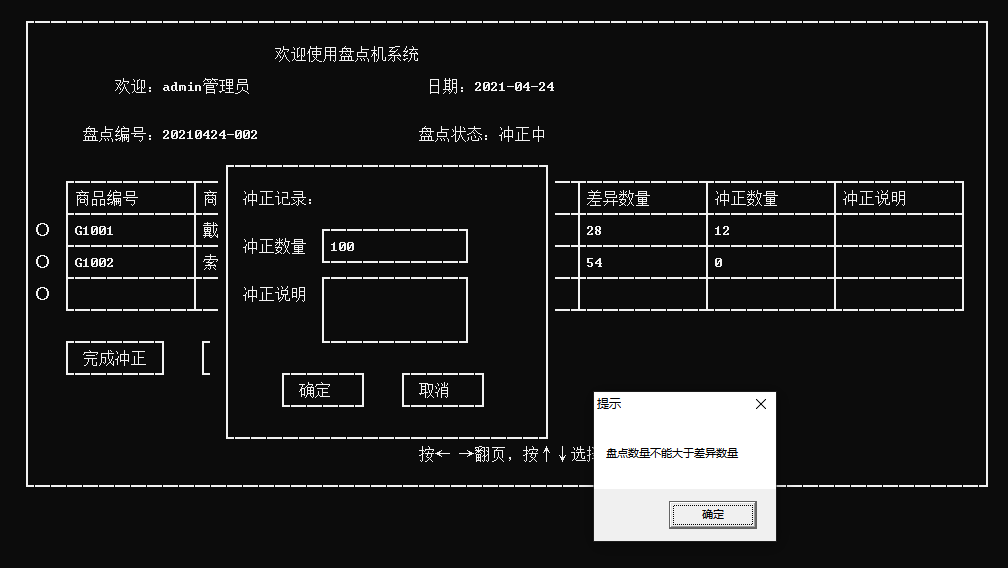 欢迎使用盘点机系统
欢迎：admin管理员
日期：2021-04-24
盘点编号：20210424-002
盘点状态：冲正中
商品编号 商 差异数量 冲正数量 冲正说明
G1001 戴 28 12
G1002 索 54 0
冲正记录：
冲正数量 100
冲正说明
确定 取消
完成冲正
按← →翻页，按↑↓选择
提示
盘点数量不能大于差异数量
确定